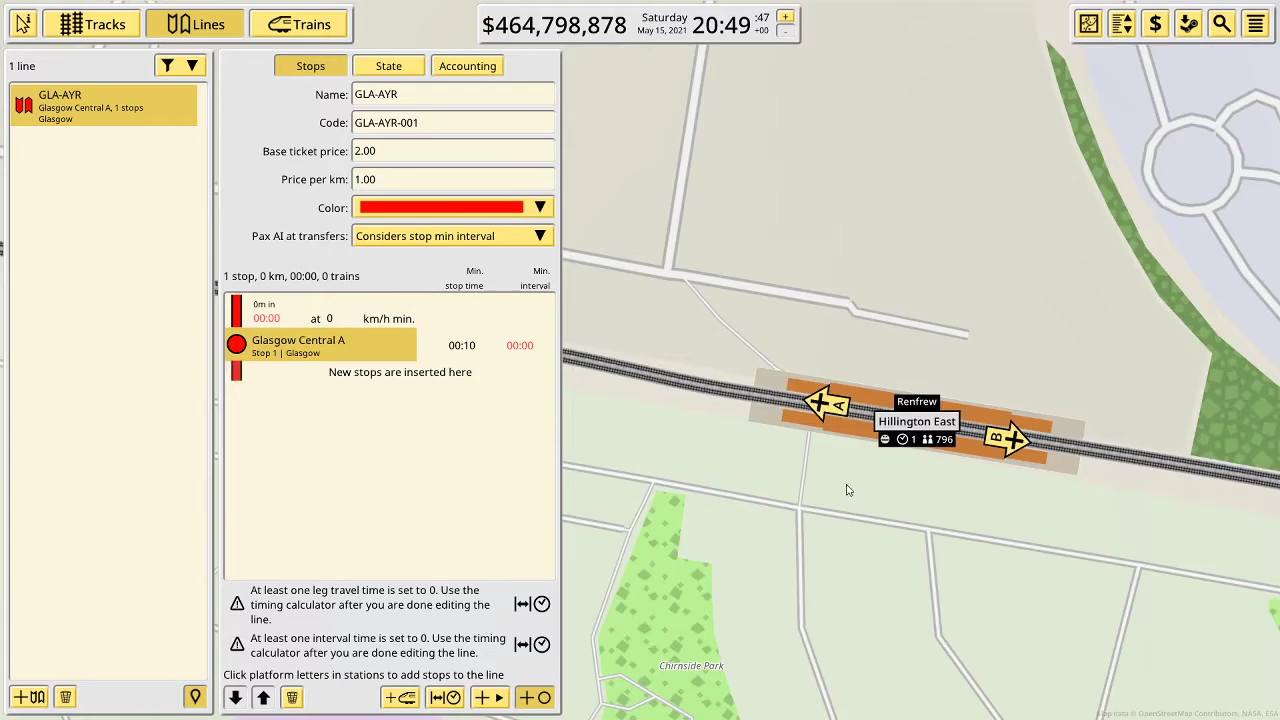 Tracks
Lines
Trains
$464,798,878
Saturday
May 15, 2021
20:49
:47
+00
+
-
$
1 line
GLA-AYR
Glasgow Central A, 1 stops
Glasgow
Stops
State
Accounting
Name:
GLA-AYR
Code:
GLA-AYR-001
Base ticket price:
2.00
Price per km:
1.00
Color:
Pax AI at transfers:
Considers stop min interval
1 stop, 0 km, 00:00, 0 trains
Min.
stop time
Min.
interval
0m in
00:00
at 0
km/h min.
Glasgow Central A
Stop 1 | Glasgow
00:10
00:00
New stops are inserted here
At least one leg travel time is set to 0. Use the
timing calculator after you are done editing the
line.
At least one interval time is set to 0. Use the timing
calculator after you are done editing the line.
Click platform letters in stations to add stops to the line
A
Renfrew
Hillington East
1
796
B
Chirnside Park
Map data © OpenStreetMap Contributors, NASA, ESA